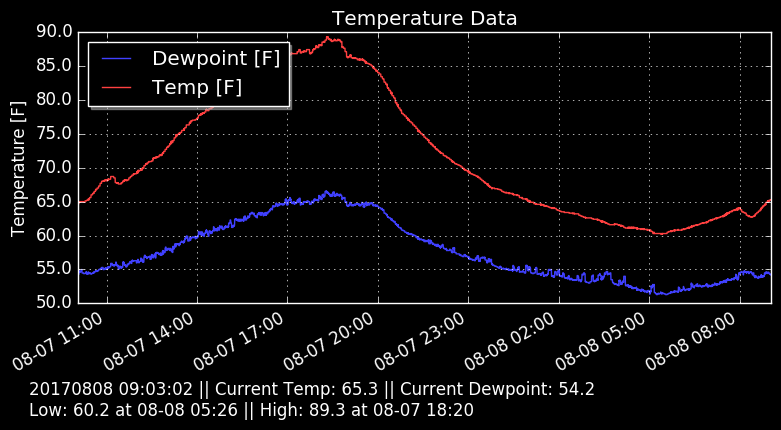 Temperature Data
Dewpoint [F]
Temp [F]
Temperature [F]
90.0
85.0
80.0
75.0
70.0
65.0
60.0
55.0
50.0
08-07 11:00
08-07 14:00
08-07 17:00
08-07 20:00
08-07 23:00
08-08 02:00
08-08 05:00
08-08 08:00
20170808 09:03:02 || Current Temp: 65.3 || Current Dewpoint: 54.2
Low: 60.2 at 08-08 05:26 || High: 89.3 at 08-07 18:20